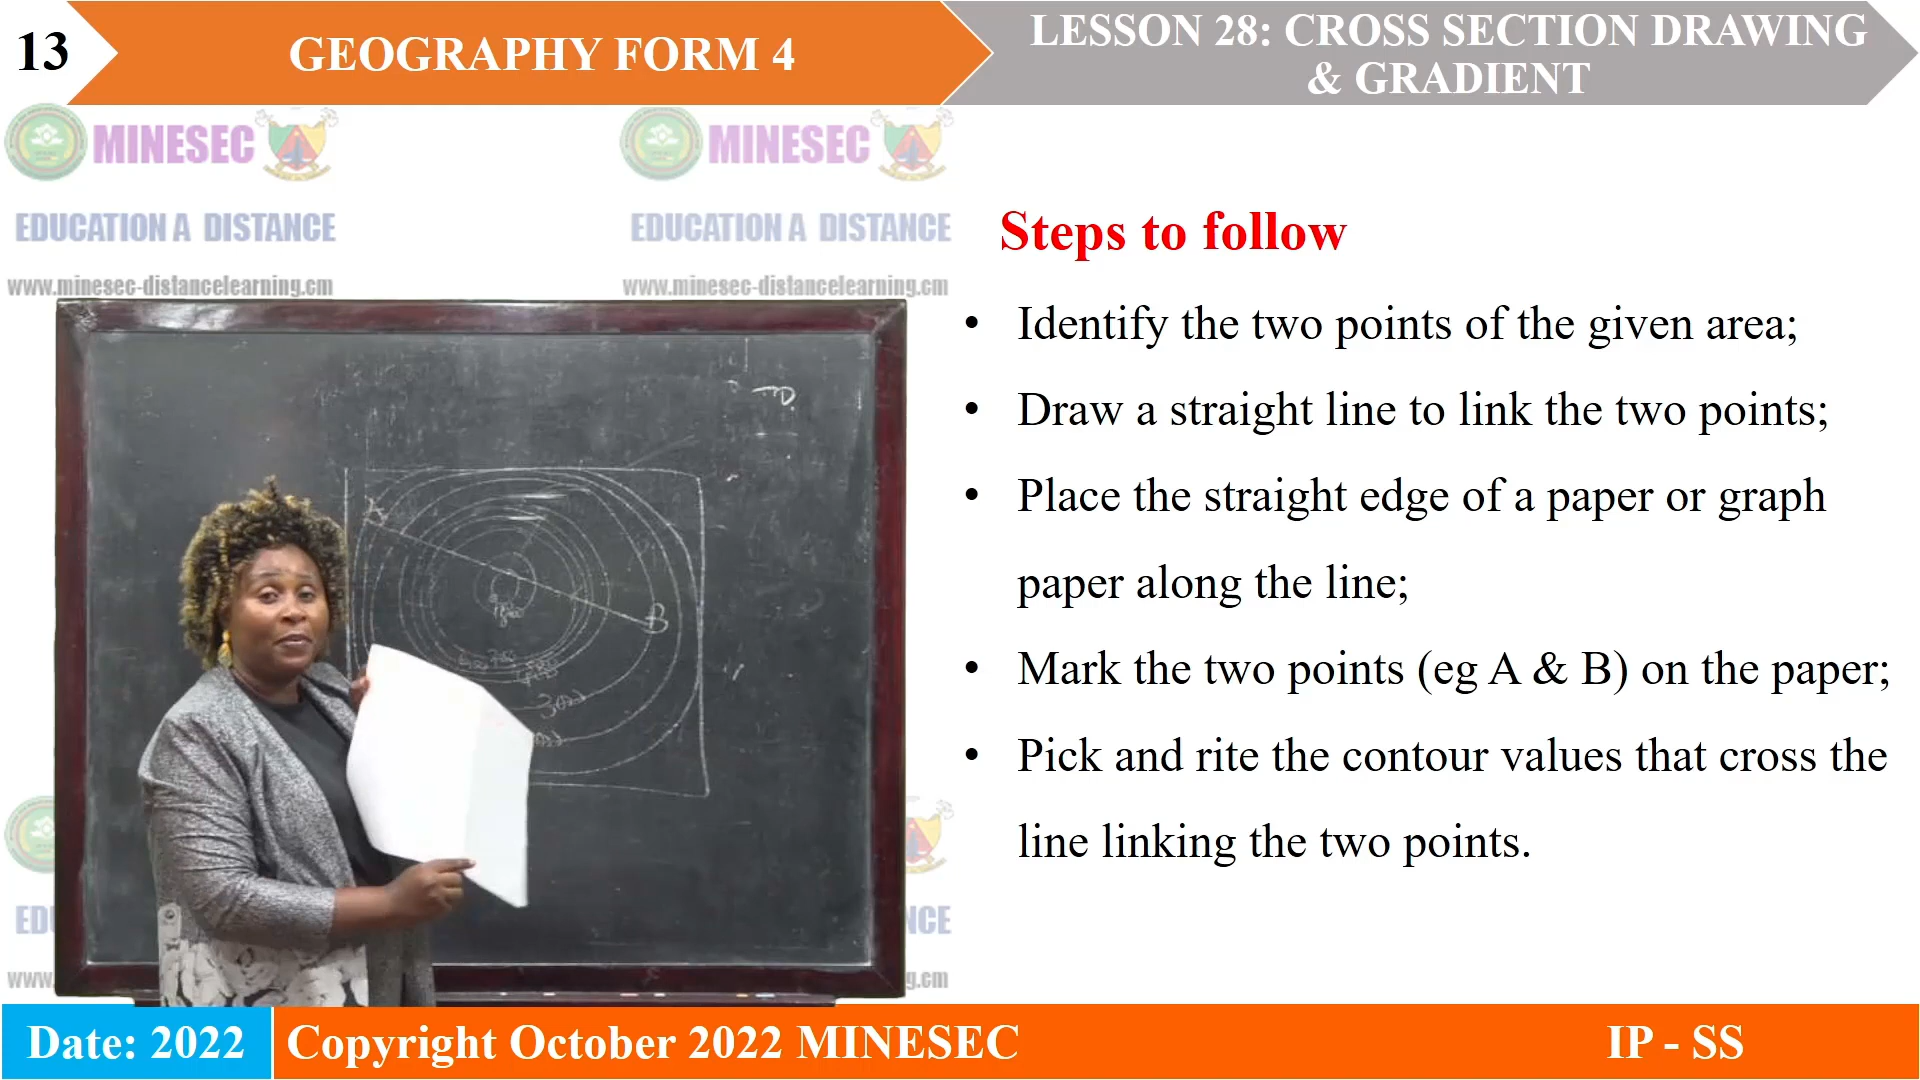 13
GEOGRAPHY FORM 4
LESSON 28: CROSS SECTION DRAWING
& GRADIENT
MINESEC
MINESEC
EDUCATION A DISTANCE
EDUCATION A DISTANCE
www.minesec-distancelearning.cm
www.minesec-distancelearning.cm
Steps to follow
• Identify the two points of the given area;
• Draw a straight line to link the two points;
• Place the straight edge of a paper or graph
paper along the line;
• Mark the two points (eg A & B) on the paper;
• Pick and rite the contour values that cross the
line linking the two points.
A
B
Date: 2022
Copyright October 2022 MINESEC
IP - SS